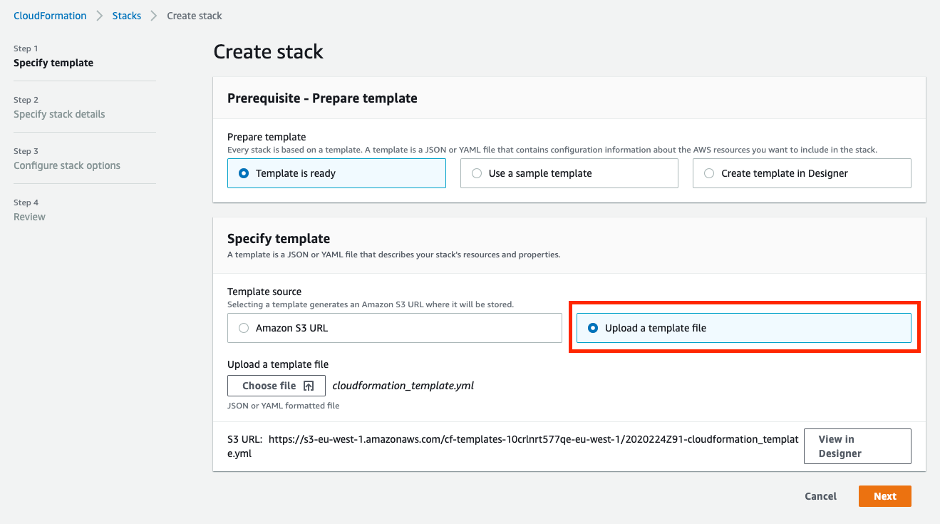 CloudFormation > Stacks > Create stack
Step 1
Specify template
Step 2
Specify stack details
Step 3
Configure stack options
Step 4
Review
Create stack
Prerequisite - Prepare template
Prepare template
Every stack is based on a template. A template is a JSON or YAML file that contains configuration information about the AWS resources you want to include in the stack.
Template is ready
Use a sample template
Create template in Designer
Specify template
A template is a JSON or YAML file that describes your stack's resources and properties.
Template source
Selecting a template generates an Amazon S3 URL where it will be stored.
Amazon S3 URL
Upload a template file
Upload a template file
Choose file
cloudformation_template.yml
JSON or YAML formatted file
S3 URL: https://s3-eu-west-1.amazonaws.com/cf-templates-10crlnrt577qe-eu-west-1/2020224Z91-cloudformation_templat
e.yml
View in
Designer
Cancel
Next